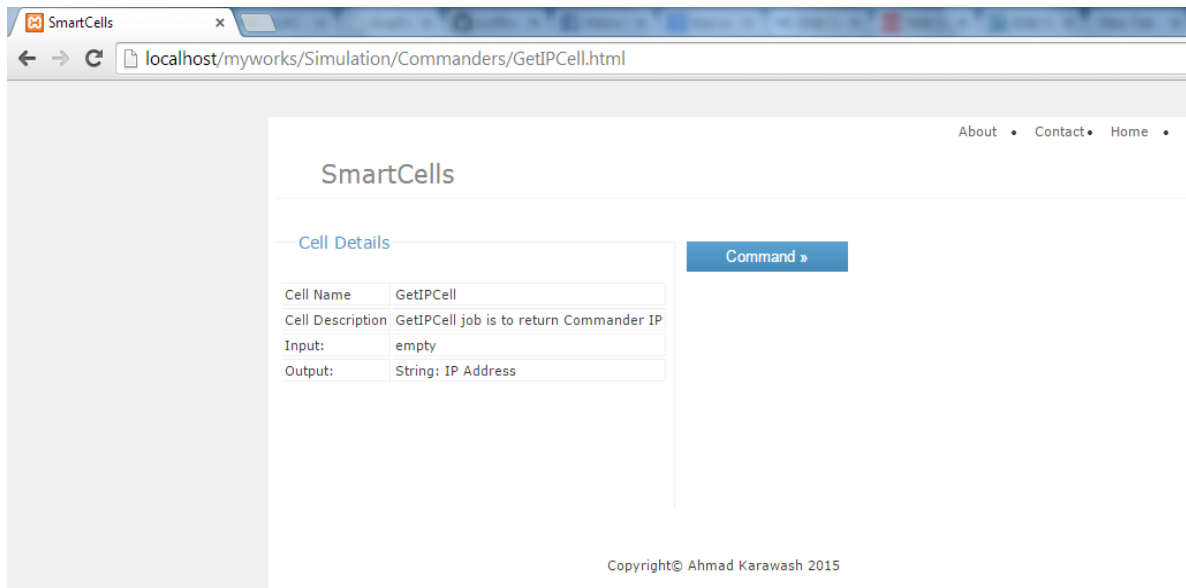 SmartCells
localhost/myworks/Simulation/Commanders/GetIPCell.html
About • Contact • Home •
SmartCells
Cell Details
Command »
Cell Name GetIPCell
Cell Description GetIPCell job is to return Commander IP
Input: empty
Output: String: IP Address
Copyright© Ahmad Karawash 2015